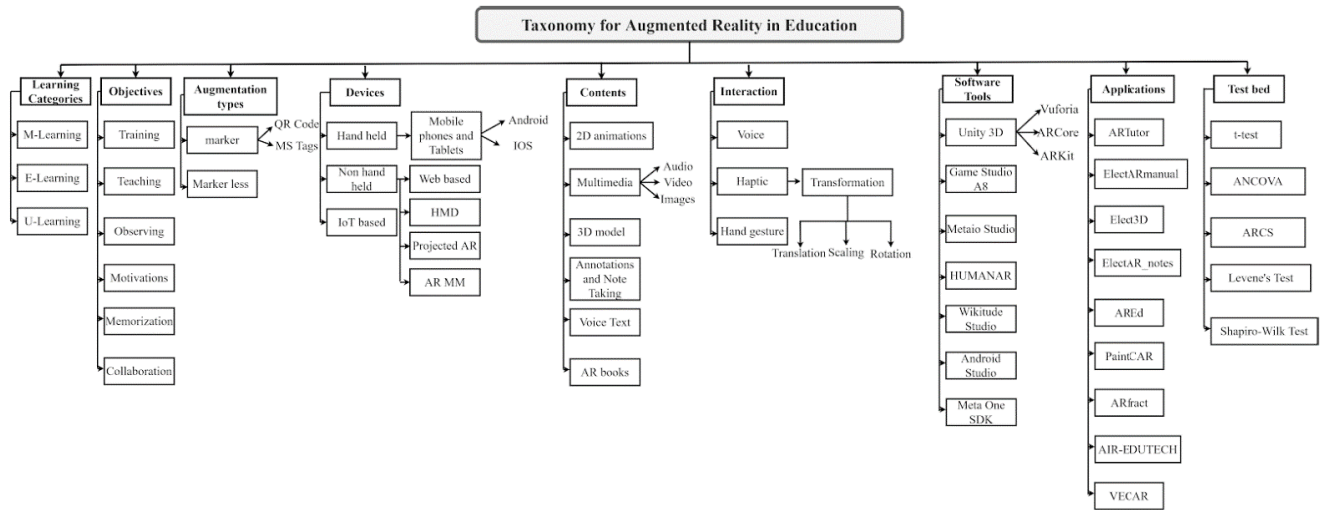 Taxonomy for Augmented Reality in Education
Learning
Categories
M-Learning
E-Learning
U-Learning
Objectives
Training
Teaching
Observing
Motivations
Memorization
Collaboration
Augmentation
types
marker
QR Code
MS Tags
Marker less
Devices
Hand held
Mobile
phones and
Tablets
Android
IOS
Non hand
held
Web based
HMD
Projected AR
AR MM
IoT based
Contents
2D animations
Multimedia
Audio
Video
Images
3D model
Annotations
and Note
Taking
Voice Text
AR books
Interaction
Voice
Haptic
Transformation
Translation
Scaling
Rotation
Hand gesture
Software
Tools
Unity 3D
Vuforia
ARCore
ARKit
Game Studio
A8
Metaio Studio
HUMANAR
Wikitude
Studio
Android
Studio
Meta One
SDK
Applications
ARTutor
ElectARmanual
Elect3D
ElectAR_notes
AREd
PaintCAR
ARfract
AIR-EDUTECH
VECAR
Test bed
t-test
ANCOVA
ARCS
Levene's Test
Shapiro-Wilk Test